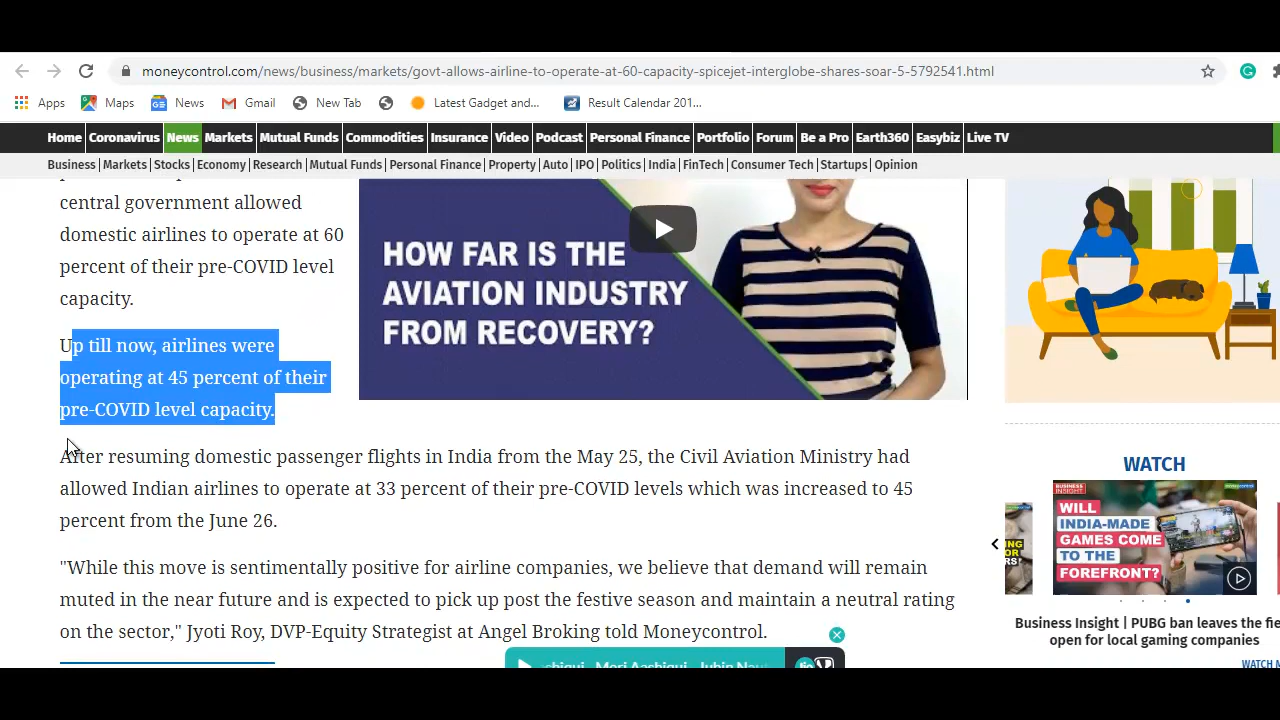 moneycontrol.com/news/business/markets/govt-allows-airline-to-operate-at-60-capacity-spicejet-interglobe-shares-soar-5-5792541.html
Apps Maps News Gmail New Tab Latest Gadget and... Result Calendar 201...
Home Coronavirus News Markets Mutual Funds Commodities Insurance Video Podcast Personal Finance Portfolio Forum Be a Pro Earth360 Easybiz Live TV
Business | Markets | Stocks | Economy | Research | Mutual Funds | Personal Finance | Property | Auto | IPO | Politics | India | FinTech | Consumer Tech | Startups | Opinion
central government allowed
domestic airlines to operate at 60
percent of their pre-COVID level
capacity.
Up till now, airlines were
operating at 45 percent of their
pre-COVID level capacity.
HOW FAR IS THE
AVIATION INDUSTRY
FROM RECOVERY?
After resuming domestic passenger flights in India from the May 25, the Civil Aviation Ministry had
allowed Indian airlines to operate at 33 percent of their pre-COVID levels which was increased to 45
percent from the June 26.
"While this move is sentimentally positive for airline companies, we believe that demand will remain
muted in the near future and is expected to pick up post the festive season and maintain a neutral rating
on the sector," Jyoti Roy, DVP-Equity Strategist at Angel Broking told Moneycontrol.
WATCH
BUSINESS
INSIGHT
WILL
INDIA-MADE
GAMES COME
TO THE
FOREFRONT?
Business Insight | PUBG ban leaves the
open for local gaming companies
WATCH
Meri Aashiqui